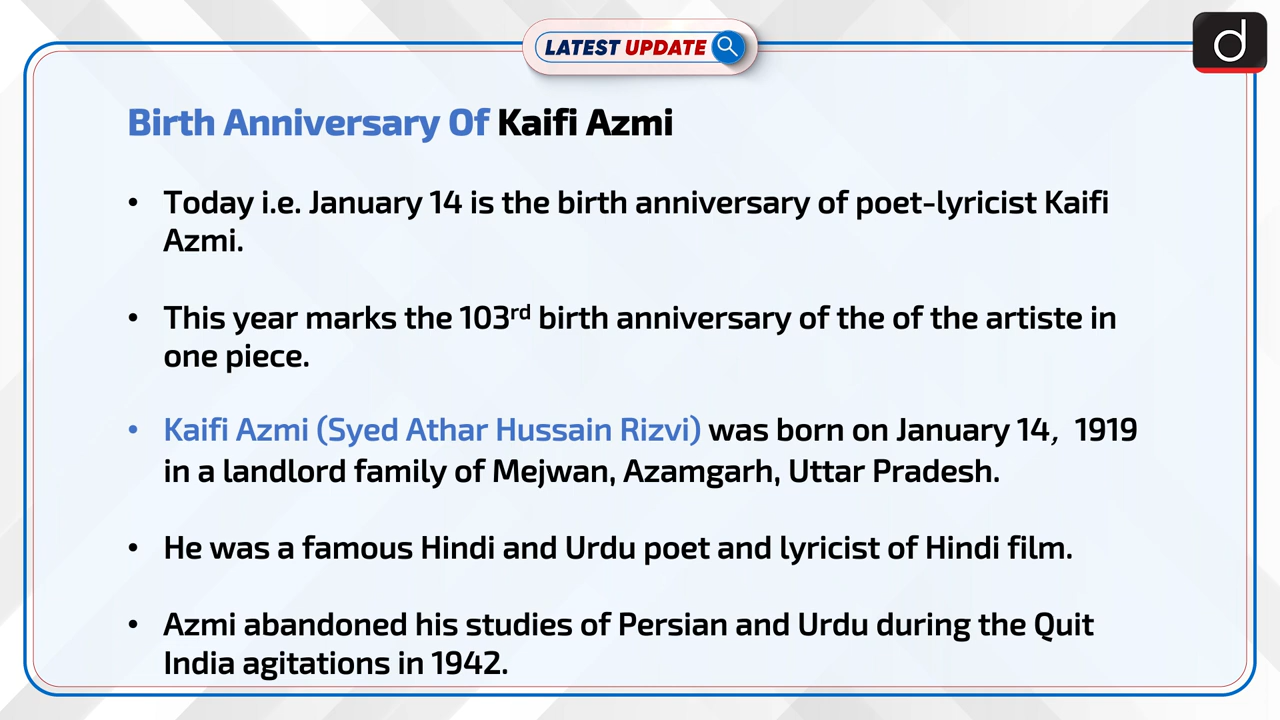 LATEST UPDATE
d
Birth Anniversary Of Kaifi Azmi
• Today i.e. January 14 is the birth anniversary of poet-lyricist Kaifi
Azmi.
• This year marks the 103rd birth anniversary of the of the artiste in
one piece.
• Kaifi Azmi (Syed Athar Hussain Rizvi) was born on January 14, 1919
in a landlord family of Mejwan, Azamgarh, Uttar Pradesh.
• He was a famous Hindi and Urdu poet and lyricist of Hindi film.
• Azmi abandoned his studies of Persian and Urdu during the Quit
India agitations in 1942.